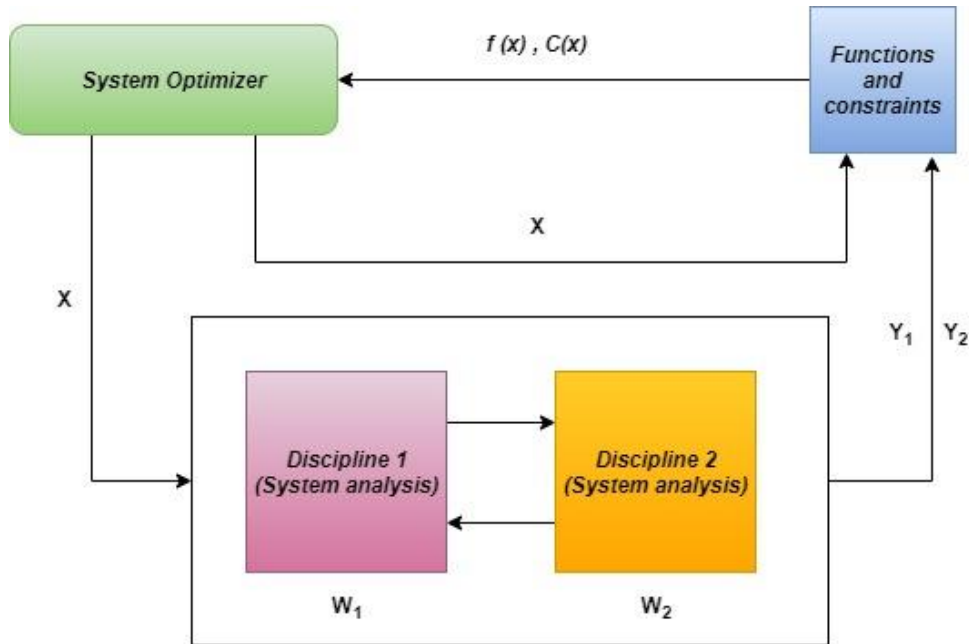 f (x) , C(x)
System Optimizer
Functions
and
constraints
X
X
Y₁ Y₂
Discipline 1
(System analysis)
Discipline 2
(System analysis)
W₁
W₂